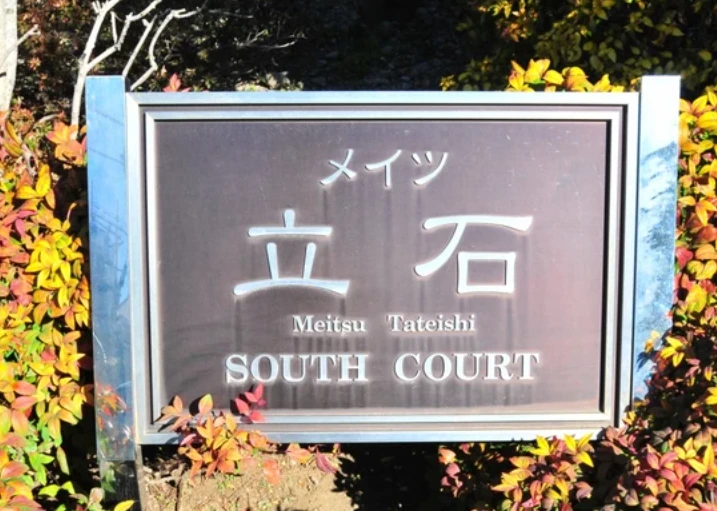 メイツ
立石
Meitsu Tateishi
SOUTH COURT